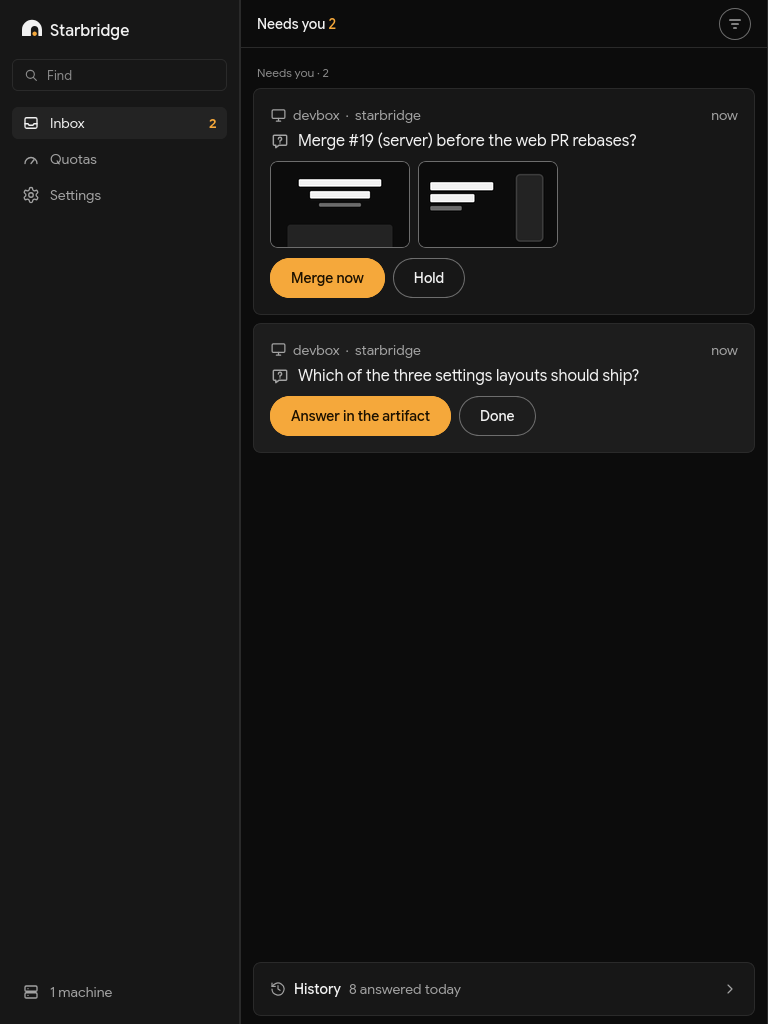 Starbridge
Find
Inbox 2
Quotas
Settings
1 machine
Needs you 2
Needs you · 2
devbox · starbridge now
Merge #19 (server) before the web PR rebases?
Merge now Hold
devbox · starbridge now
Which of the three settings layouts should ship?
Answer in the artifact Done
History 8 answered today